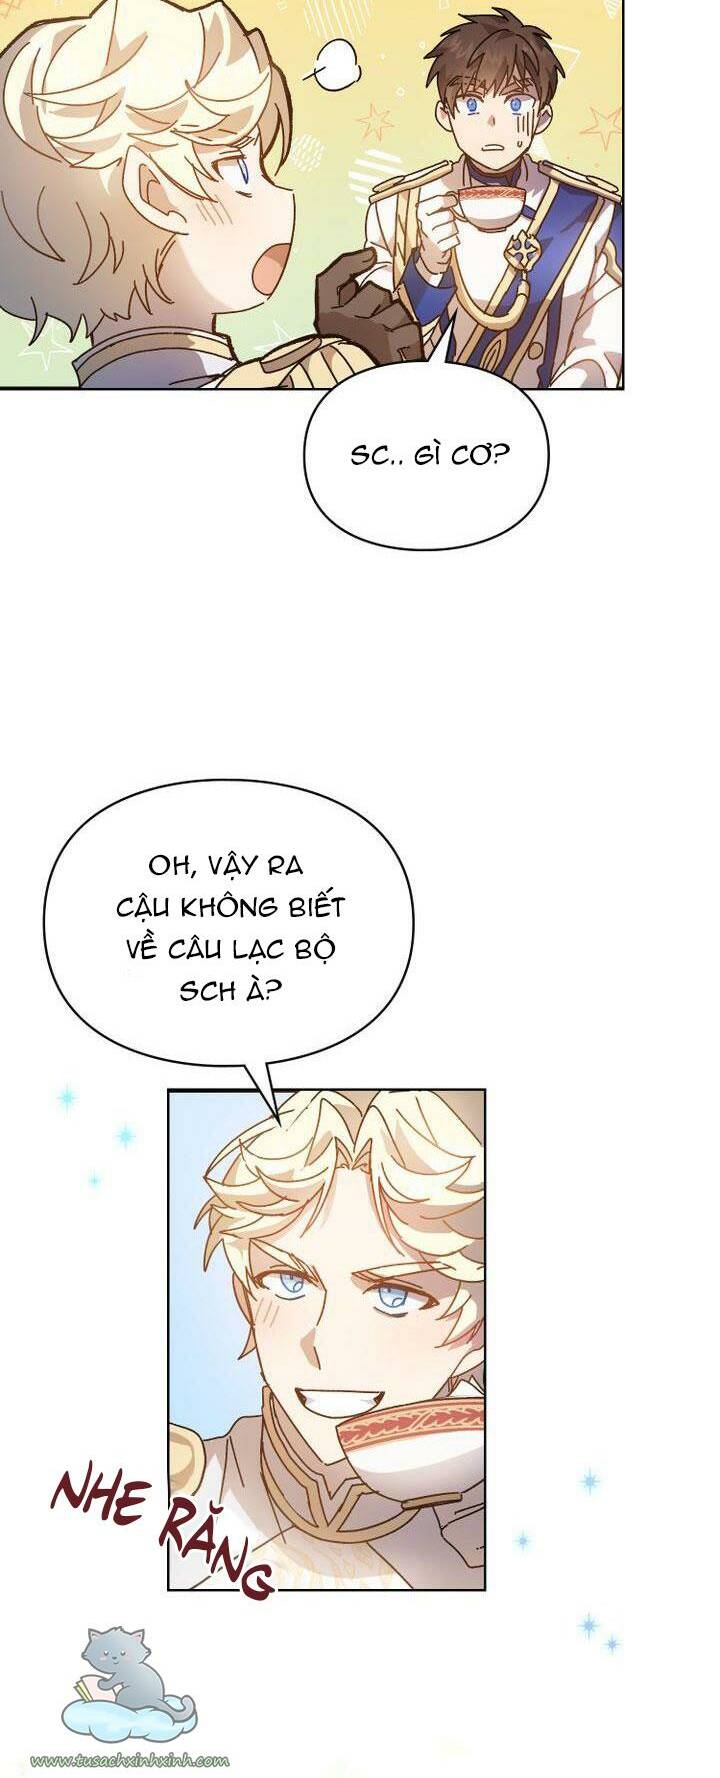 SC.. GÌ CƠ?
OH, VẬY RA
CẬU KHÔNG BIẾT
VỀ CÂU LẠC BỘ
SCH À?
NHE RĂNG
www.tusachxinhxinh.com